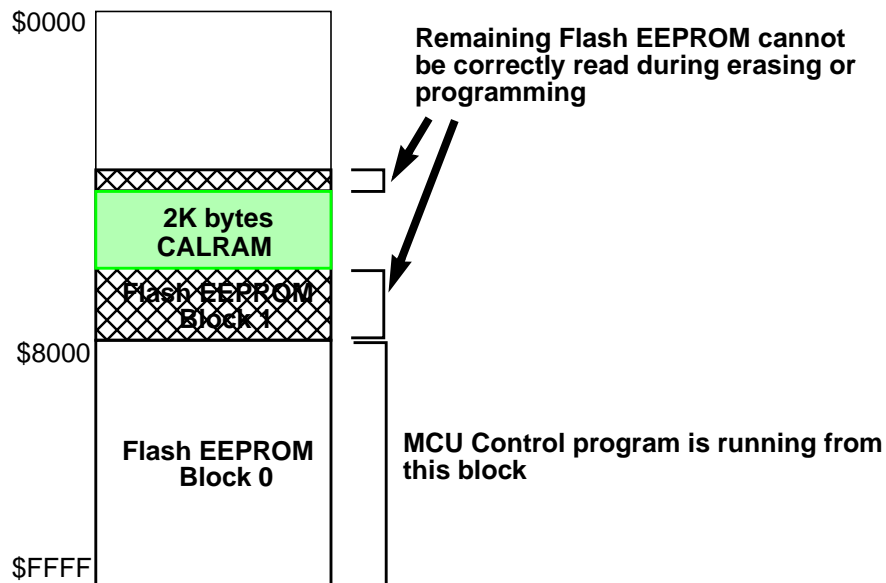 $0000
Remaining Flash EEPROM cannot
be correctly read during erasing or
programming
2K bytes
CALRAM
Flash EEPROM
Block 1
$8000
Flash EEPROM
Block 0
MCU Control program is running from
this block
$FFFF